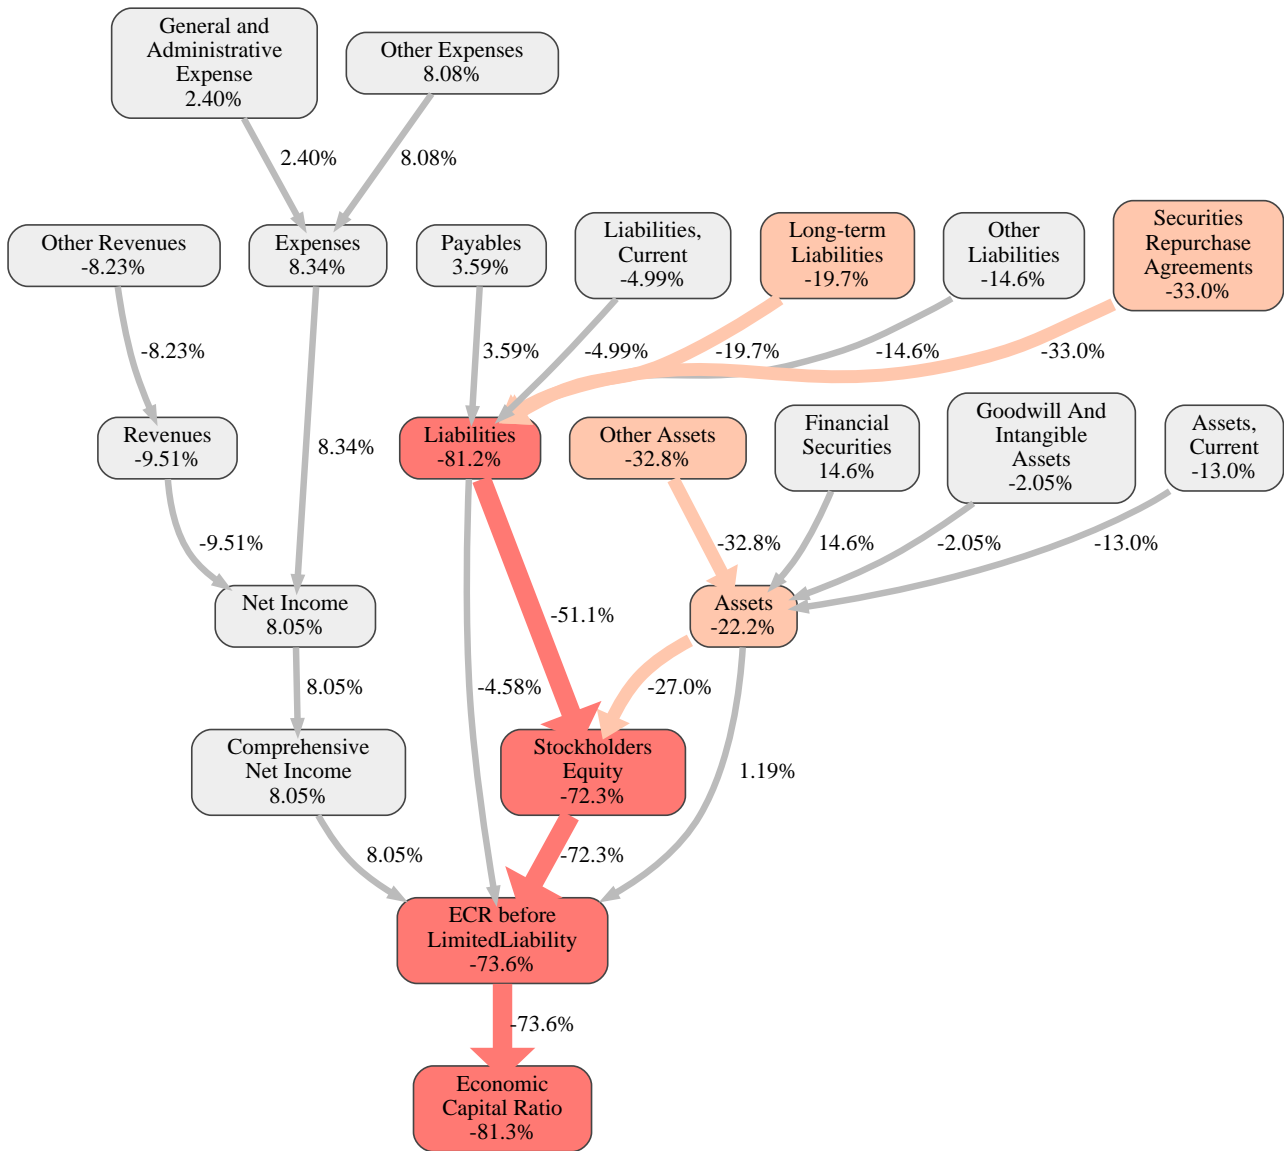 General and
Administrative
Expense
2.40%
Other Expenses
8.08%
2.40%
8.08%
Other Revenues
-8.23%
Expenses
8.34%
Payables
3.59%
Liabilities,
Current
-4.99%
Long-term
Liabilities
-19.7%
Other
Liabilities
-14.6%
Securities
Repurchase
Agreements
-33.0%
-8.23%
3.59%
-4.99%
-19.7%
-14.6%
-33.0%
Revenues
-9.51%
8.34%
Liabilities
-81.2%
Other Assets
-32.8%
Financial
Securities
14.6%
Goodwill And
Intangible
Assets
-2.05%
Assets,
Current
-13.0%
-9.51%
-32.8%
14.6%
-2.05%
-13.0%
Net Income
8.05%
-51.1%
Assets
-22.2%
8.05%
-4.58%
-27.0%
Comprehensive
Net Income
8.05%
Stockholders
Equity
-72.3%
1.19%
8.05%
-72.3%
ECR before
LimitedLiability
-73.6%
-73.6%
Economic
Capital Ratio
-81.3%